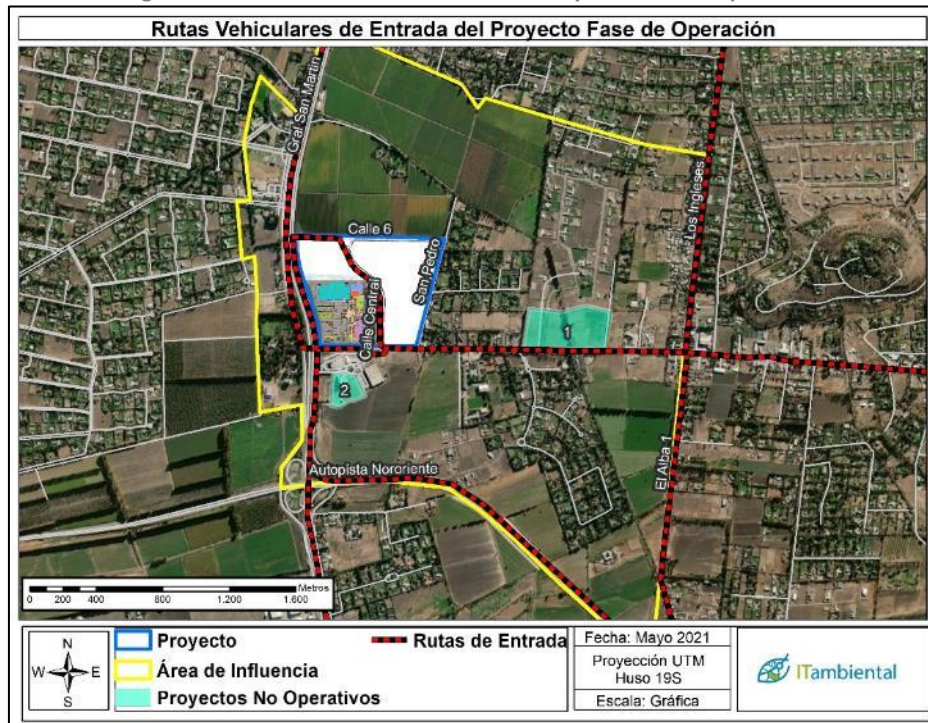 Rutas Vehiculares de Entrada del Proyecto Fase de Operación
Gral San Martín
Los Ingleses
Calle 6
San Pedro
Calle Central
1
2
El Alba 1
Autopista Nororiente
Metros
0 200 400 800 1.200 1.600
N
W E
S
Proyecto
Área de Influencia
Proyectos No Operativos
Rutas de Entrada
Fecha: Mayo 2021
Proyección UTM
Huso 19S
Escala: Gráfica
ITambiental